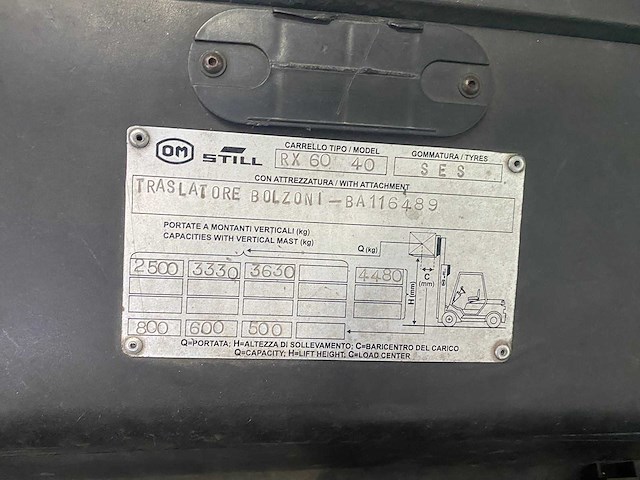 OM STILL CARRELLO TIPO / MODEL RX 60 40 GOMMATURA / TYRES SES
CON ATTREZZATURA / WITH ATTACHMENT
TRASLATORE BOLZONI-BA116489
PORTATE A MONTANTI VERTICALI (kg)
CAPACITIES WITH VERTICAL MAST (kg)
Q (kg)
C (mm)
H (mm)
2500 3330 3630 4480
800 600 500
Q=PORTATA; H=ALTEZZA DI SOLLEVAMENTO; C=BARICENTRO DEL CARICO
Q=CAPACITY; H=LIFT HEIGHT; C=LOAD CENTER